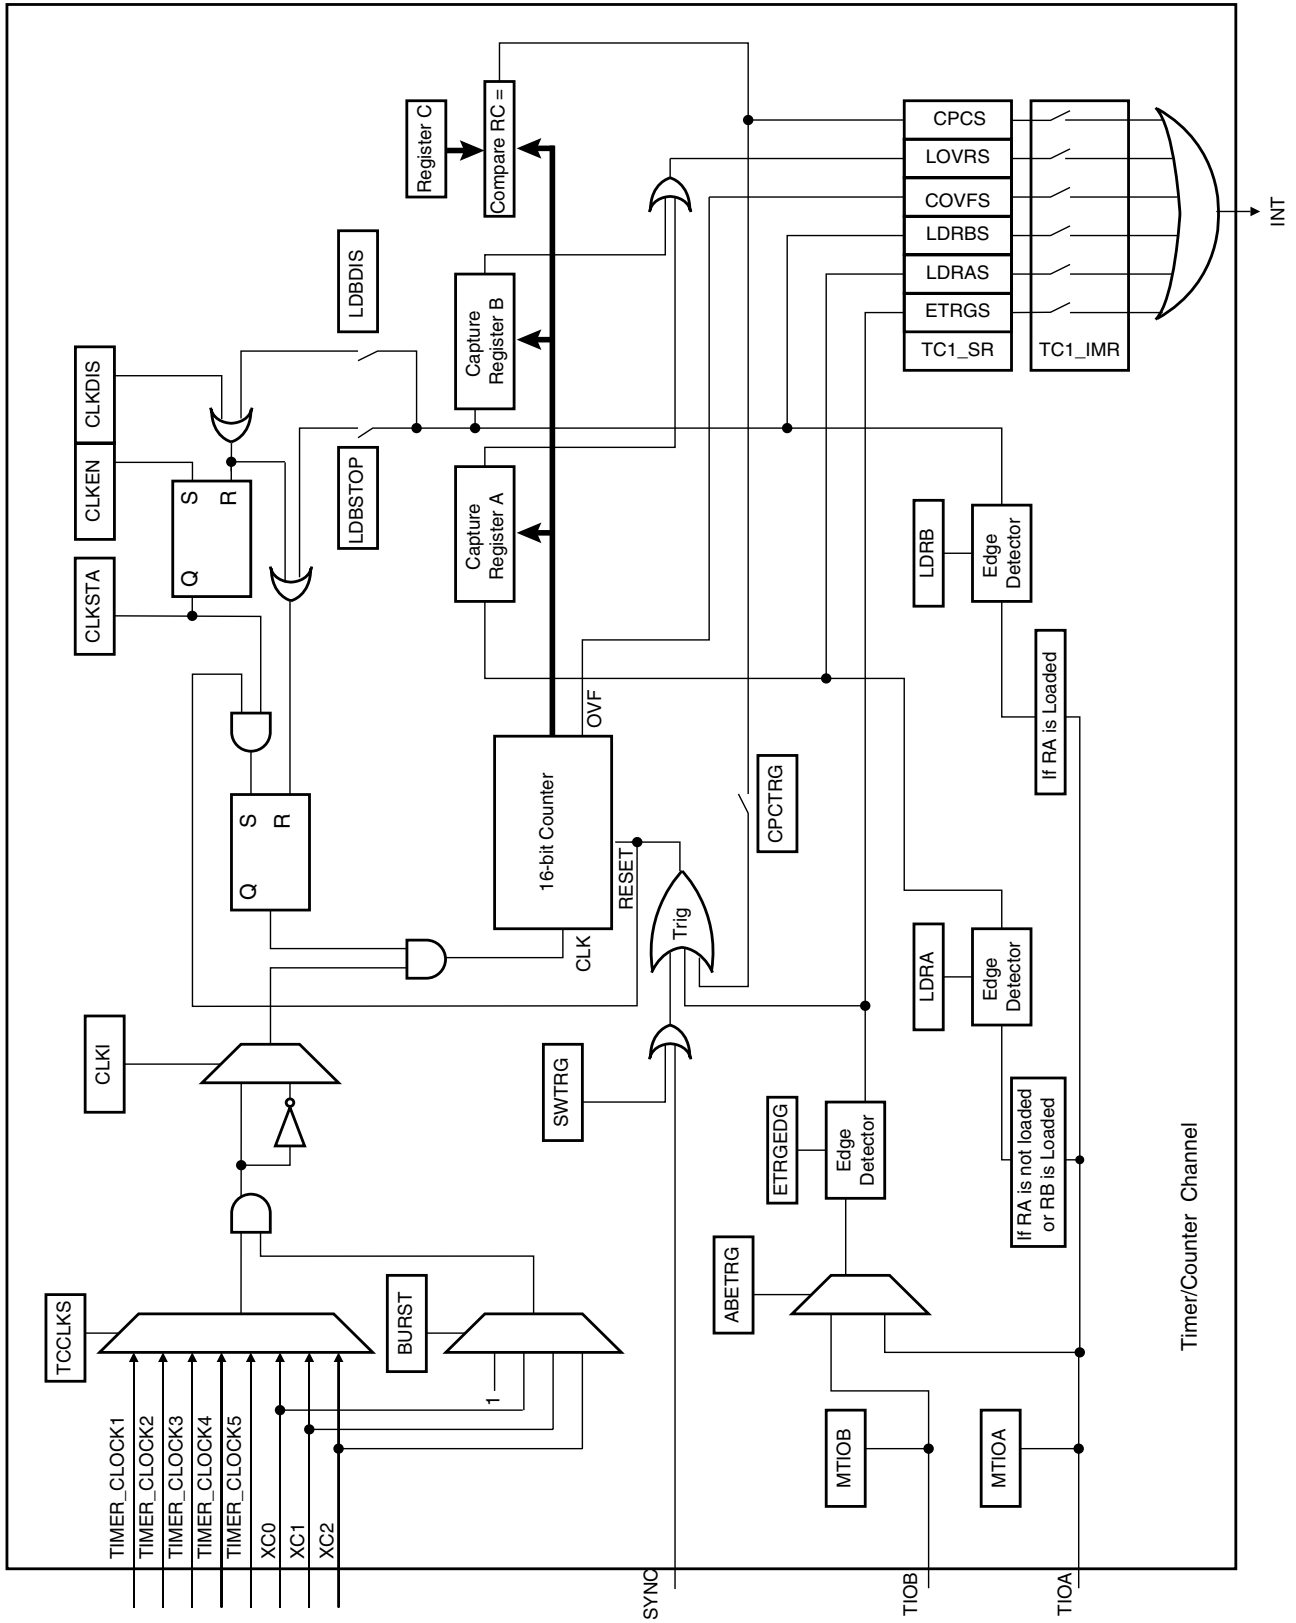 TCCLKS
TIMER_CLOCK1
TIMER_CLOCK2
TIMER_CLOCK3
TIMER_CLOCK4
TIMER_CLOCK5
XC0
XC1
XC2
CLKI
CLKSTA
CLKEN
CLKDIS
Q
S
R
Q
S
R
BURST
1
LDBSTOP
LDBDIS
Register C
Capture
Register A
Capture
Register B
Compare RC =
16-bit Counter
CLK
OVF
RESET
SWTRG
Trig
SYNC
CPCTRG
ABETRG
ETRGEDG
Edge
Detector
MTIOB
TIOB
LDRA
Edge
Detector
LDRB
Edge
Detector
If RA is not loaded
or RB is Loaded
If RA is Loaded
MTIOA
TIOA
CPCS
LOVRS
COVFS
LDRBS
LDRAS
ETRGS
TC1_SR
TC1_IMR
INT
Timer/Counter Channel